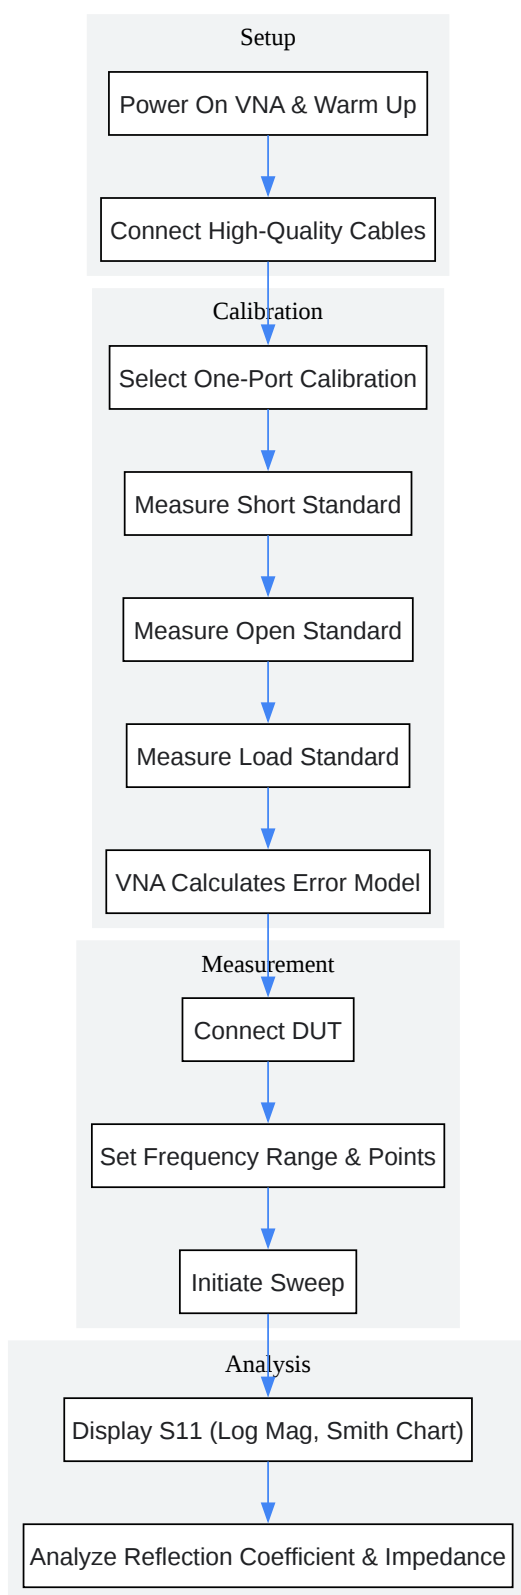 Setup
Power On VNA & Warm Up
Connect High-Quality Cables
Calibration
Select One-Port Calibration
Measure Short Standard
Measure Open Standard
Measure Load Standard
VNA Calculates Error Model
Measurement
Connect DUT
Set Frequency Range & Points
Initiate Sweep
Analysis
Display S11 (Log Mag, Smith Chart)
Analyze Reflection Coefficient & Impedance